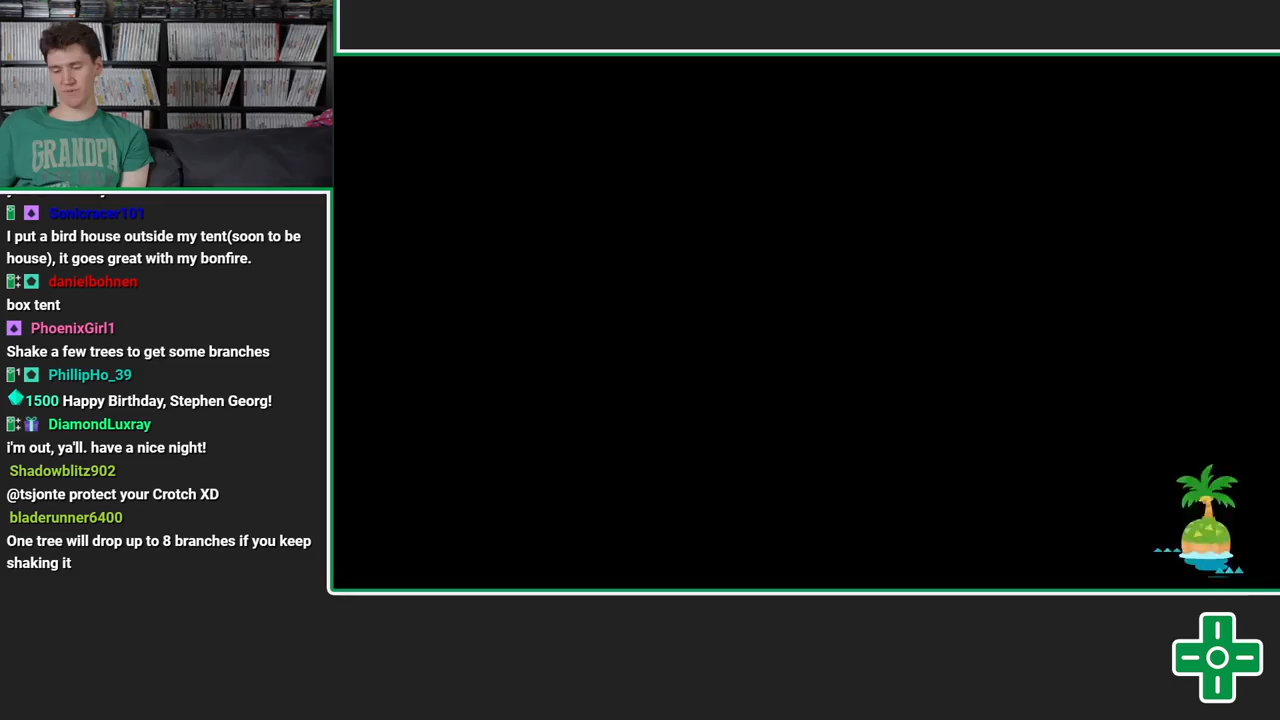 GRANDPA
Sonicracer101
I put a bird house outside my tent(soon to be
house), it goes great with my bonfire.
danielbohnen
box tent
PhoenixGirl1
Shake a few trees to get some branches
PhillipHo_39
1500 Happy Birthday, Stephen Georg!
DiamondLuxray
i'm out, ya'll. have a nice night!
Shadowblitz902
@tsjonte protect your Crotch XD
bladerunner6400
One tree will drop up to 8 branches if you keep
shaking it